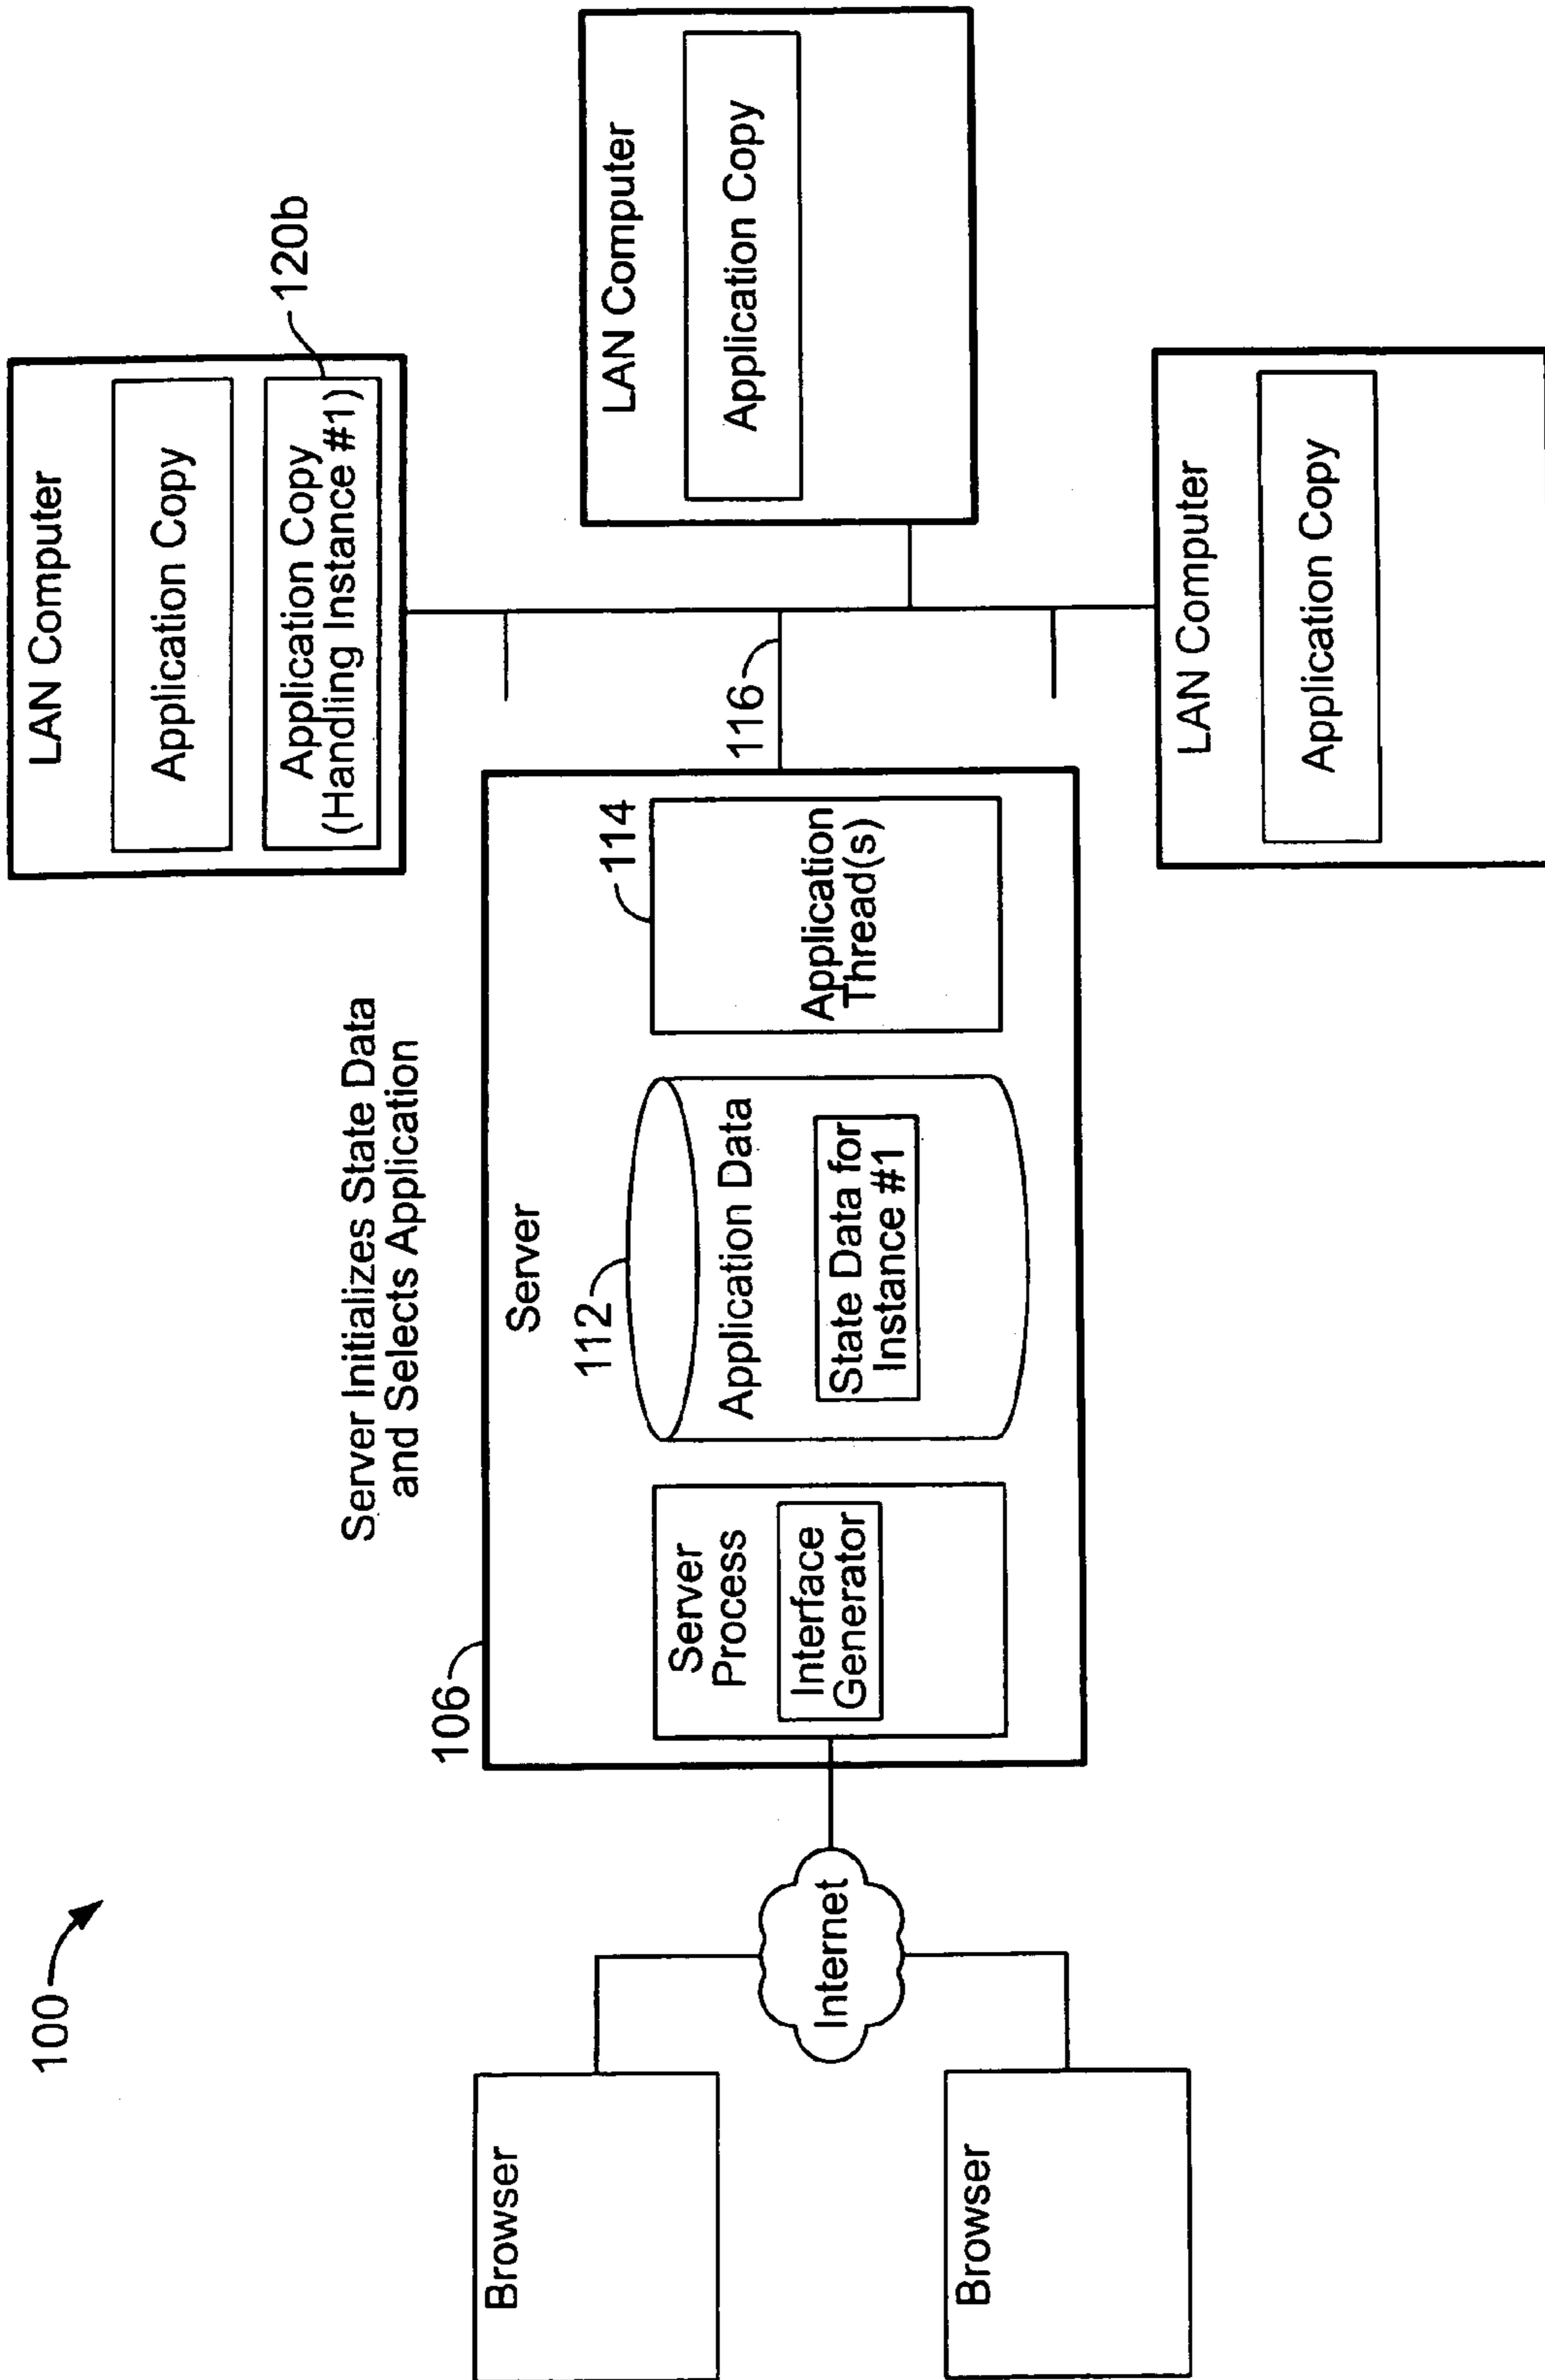 100
Server Initializes State Data
and Selects Application
Browser
Browser
Internet
106
Server
Server
Process
Interface
Generator
112
Application Data
State Data for
Instance #1
114
Application
Thread(s)
116
LAN Computer
Application Copy
Application Copy
(Handling Instance #1)
120b
LAN Computer
Application Copy
LAN Computer
Application Copy